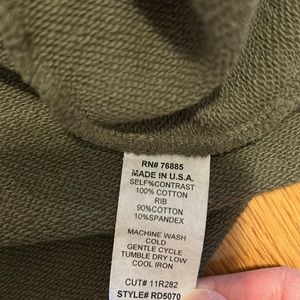 RN# 76885
MADE IN U.S.A.
SELF%CONTRAST
100% COTTON
RIB
90%COTTON
10%SPANDEX
MACHINE WASH
COLD
GENTLE CYCLE
TUMBLE DRY LOW
COOL IRON
CUT# 11R282
STYLE# RD5070